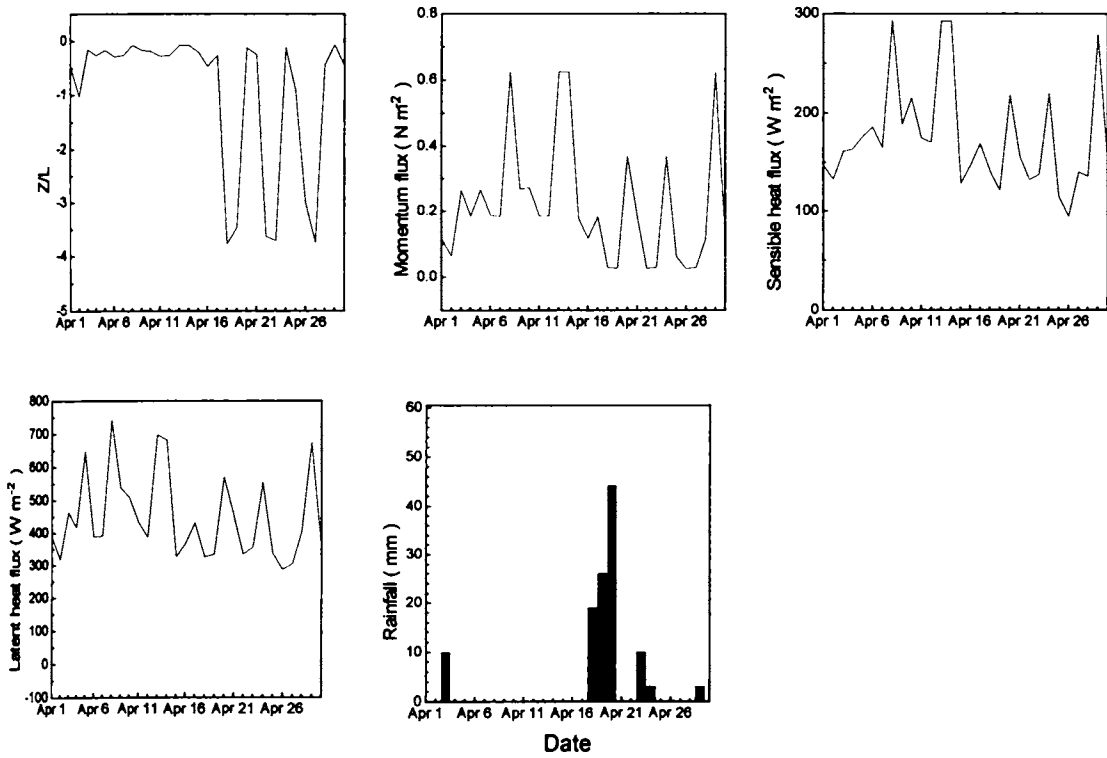 0
-1
-2
-3
-4
-5
Z/L
Apr 1 Apr 6 Apr 11 Apr 16 Apr 21 Apr 26
0.8
0.6
0.4
0.2
0.0
Momentum flux ( N m²)
Apr 1 Apr 6 Apr 11 Apr 16 Apr 21 Apr 26
300
200
100
0
Sensible heat flux ( W m²)
Apr 1 Apr 6 Apr 11 Apr 16 Apr 21 Apr 26
800
700
600
500
400
300
200
100
0
-100
Latent heat flux ( W m⁻²)
Apr 1 Apr 6 Apr 11 Apr 16 Apr 21 Apr 26
60
50
40
30
20
10
0
Rainfall ( mm )
Apr 1 Apr 6 Apr 11 Apr 16 Apr 21 Apr 26
Date